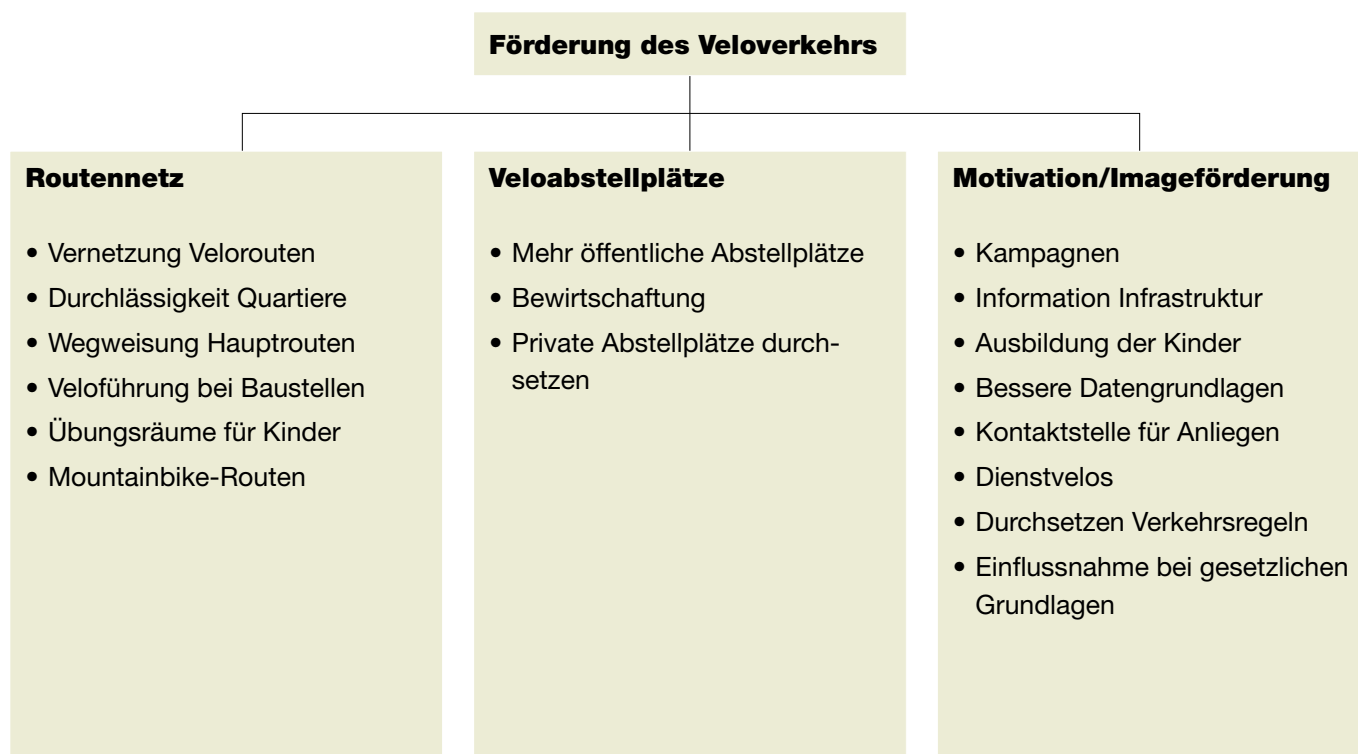 Förderung des Veloverkehrs
Routennetz
• Vernetzung Velorouten
• Durchlässigkeit Quartiere
• Wegweisung Hauptrouten
• Veloführung bei Baustellen
• Übungsräume für Kinder
• Mountainbike-Routen
Veloabstellplätze
• Mehr öffentliche Abstellplätze
• Bewirtschaftung
• Private Abstellplätze durch-
setzen
Motivation/Imageförderung
• Kampagnen
• Information Infrastruktur
• Ausbildung der Kinder
• Bessere Datengrundlagen
• Kontaktstelle für Anliegen
• Dienstvelos
• Durchsetzen Verkehrsregeln
• Einflussnahme bei gesetzlichen
Grundlagen